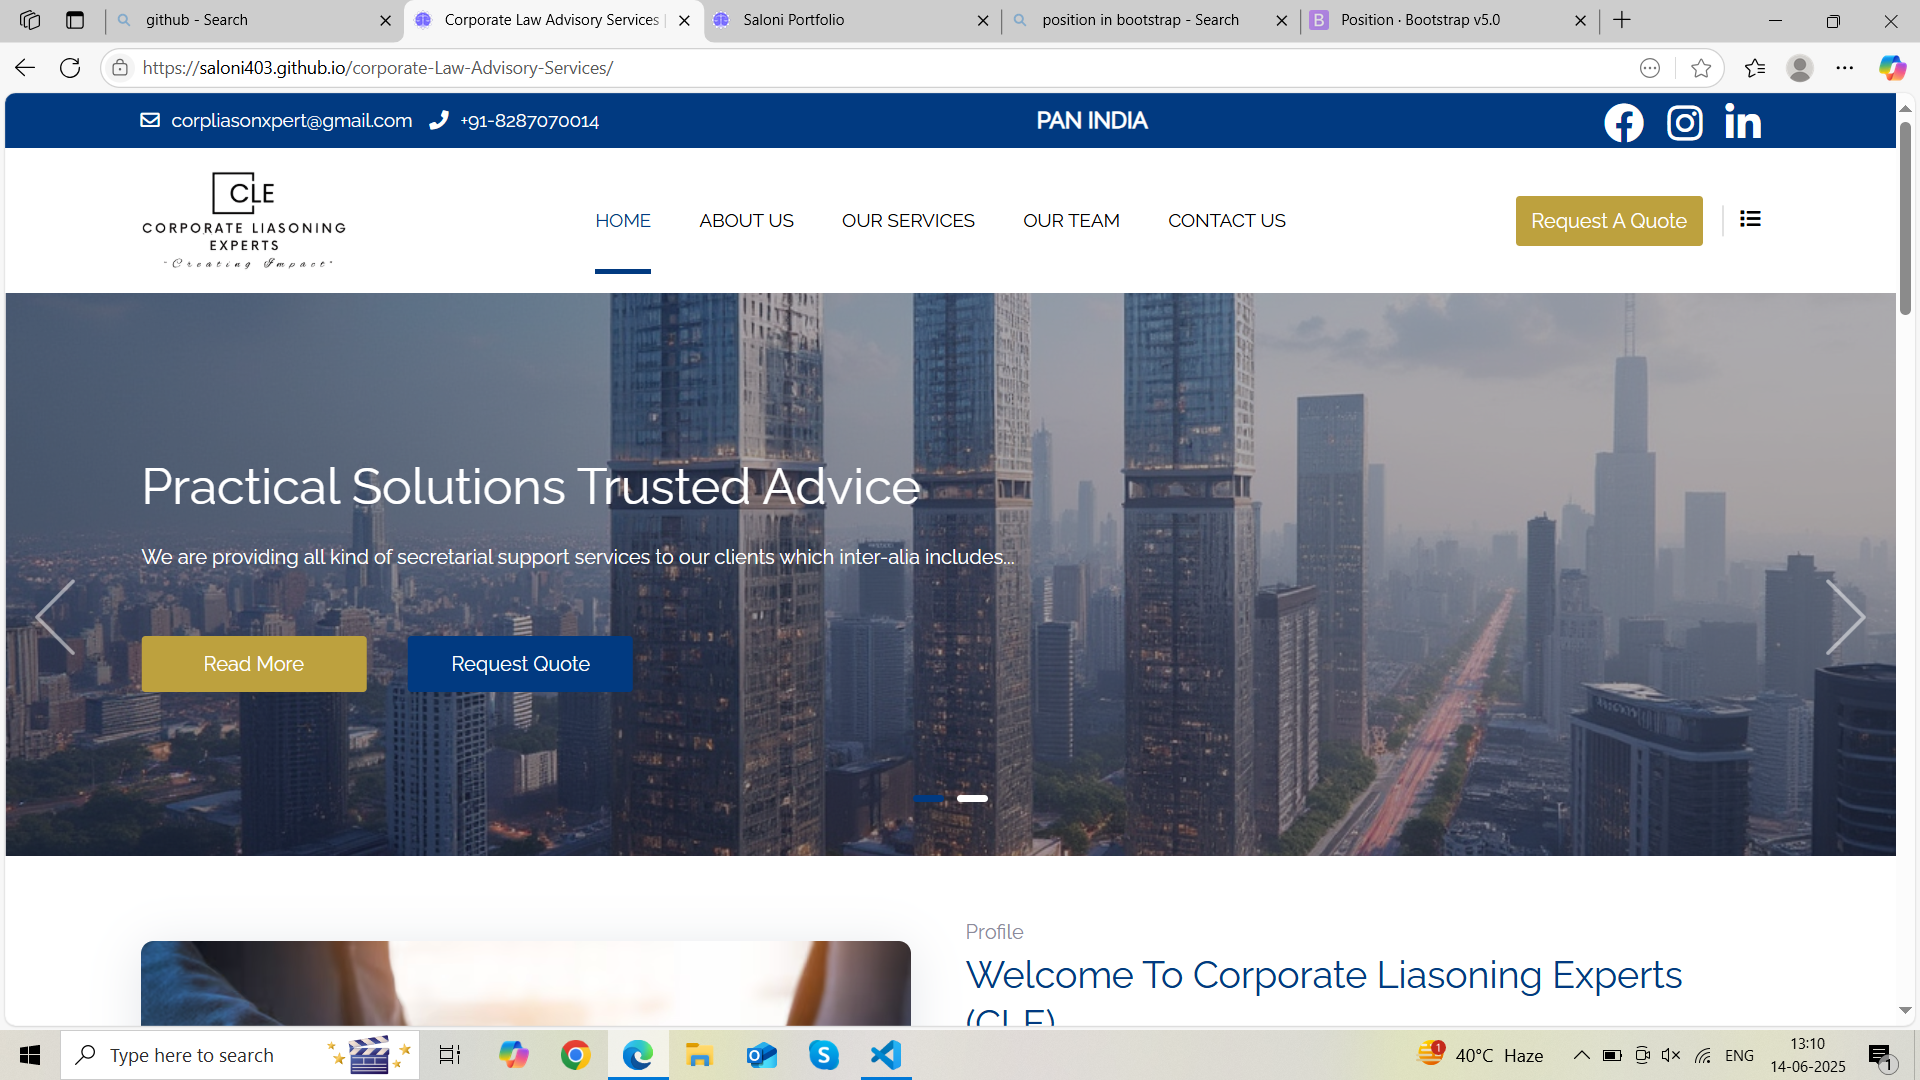 github - Search
Corporate Law Advisory Services |
Saloni Portfolio
position in bootstrap - Search
Position · Bootstrap v5.0
https://saloni403.github.io/corporate-Law-Advisory-Services/
corpliasonxpert@gmail.com
+91-8287070014
PAN INDIA
CLE
CORPORATE LIASONING
EXPERTS
"Creating Impact"
HOME
ABOUT US
OUR SERVICES
OUR TEAM
CONTACT US
Request A Quote
Practical Solutions Trusted Advice
We are providing all kind of secretarial support services to our clients which inter-alia includes...
Read More
Request Quote
Profile
Welcome To Corporate Liasoning Experts
(CLE)
Type here to search
1
40°C Haze
ENG
13:10
14-06-2025
1